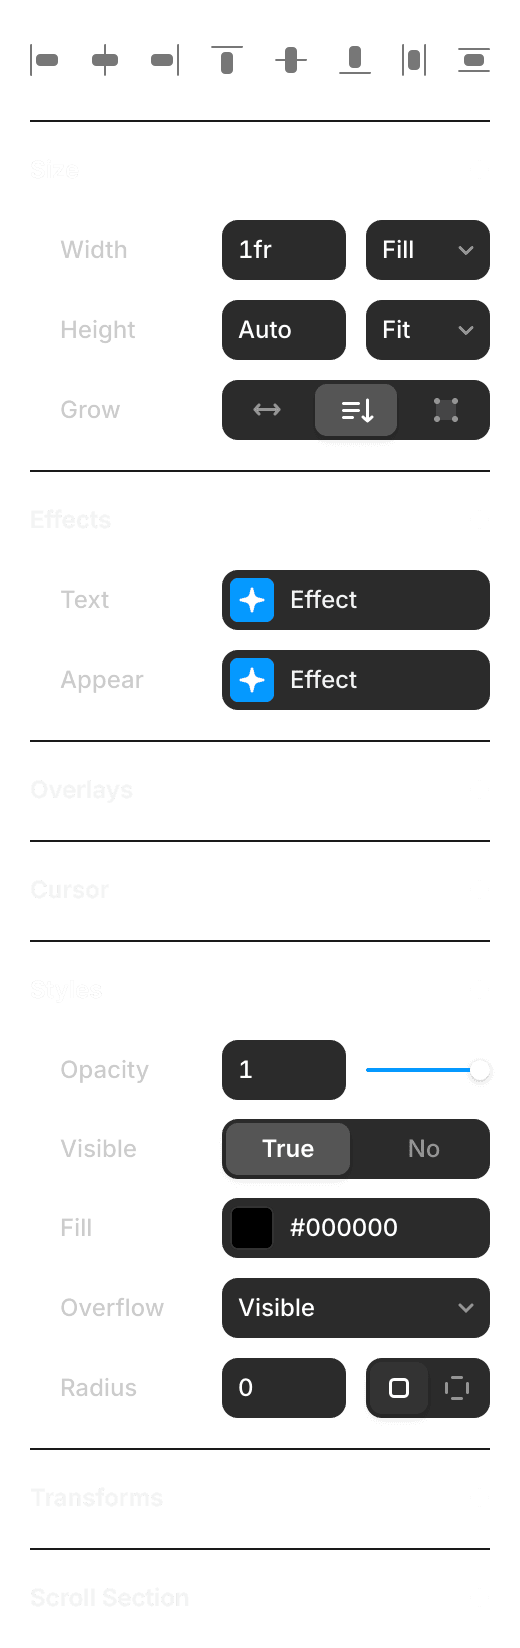 Size
Width 1fr Fill
Height Auto Fit
Grow
Effects
Text Effect
Appear Effect
Overlays
Cursor
Styles
Opacity 1
Visible True No
Fill #000000
Overflow Visible
Radius 0
Transforms
Scroll Section